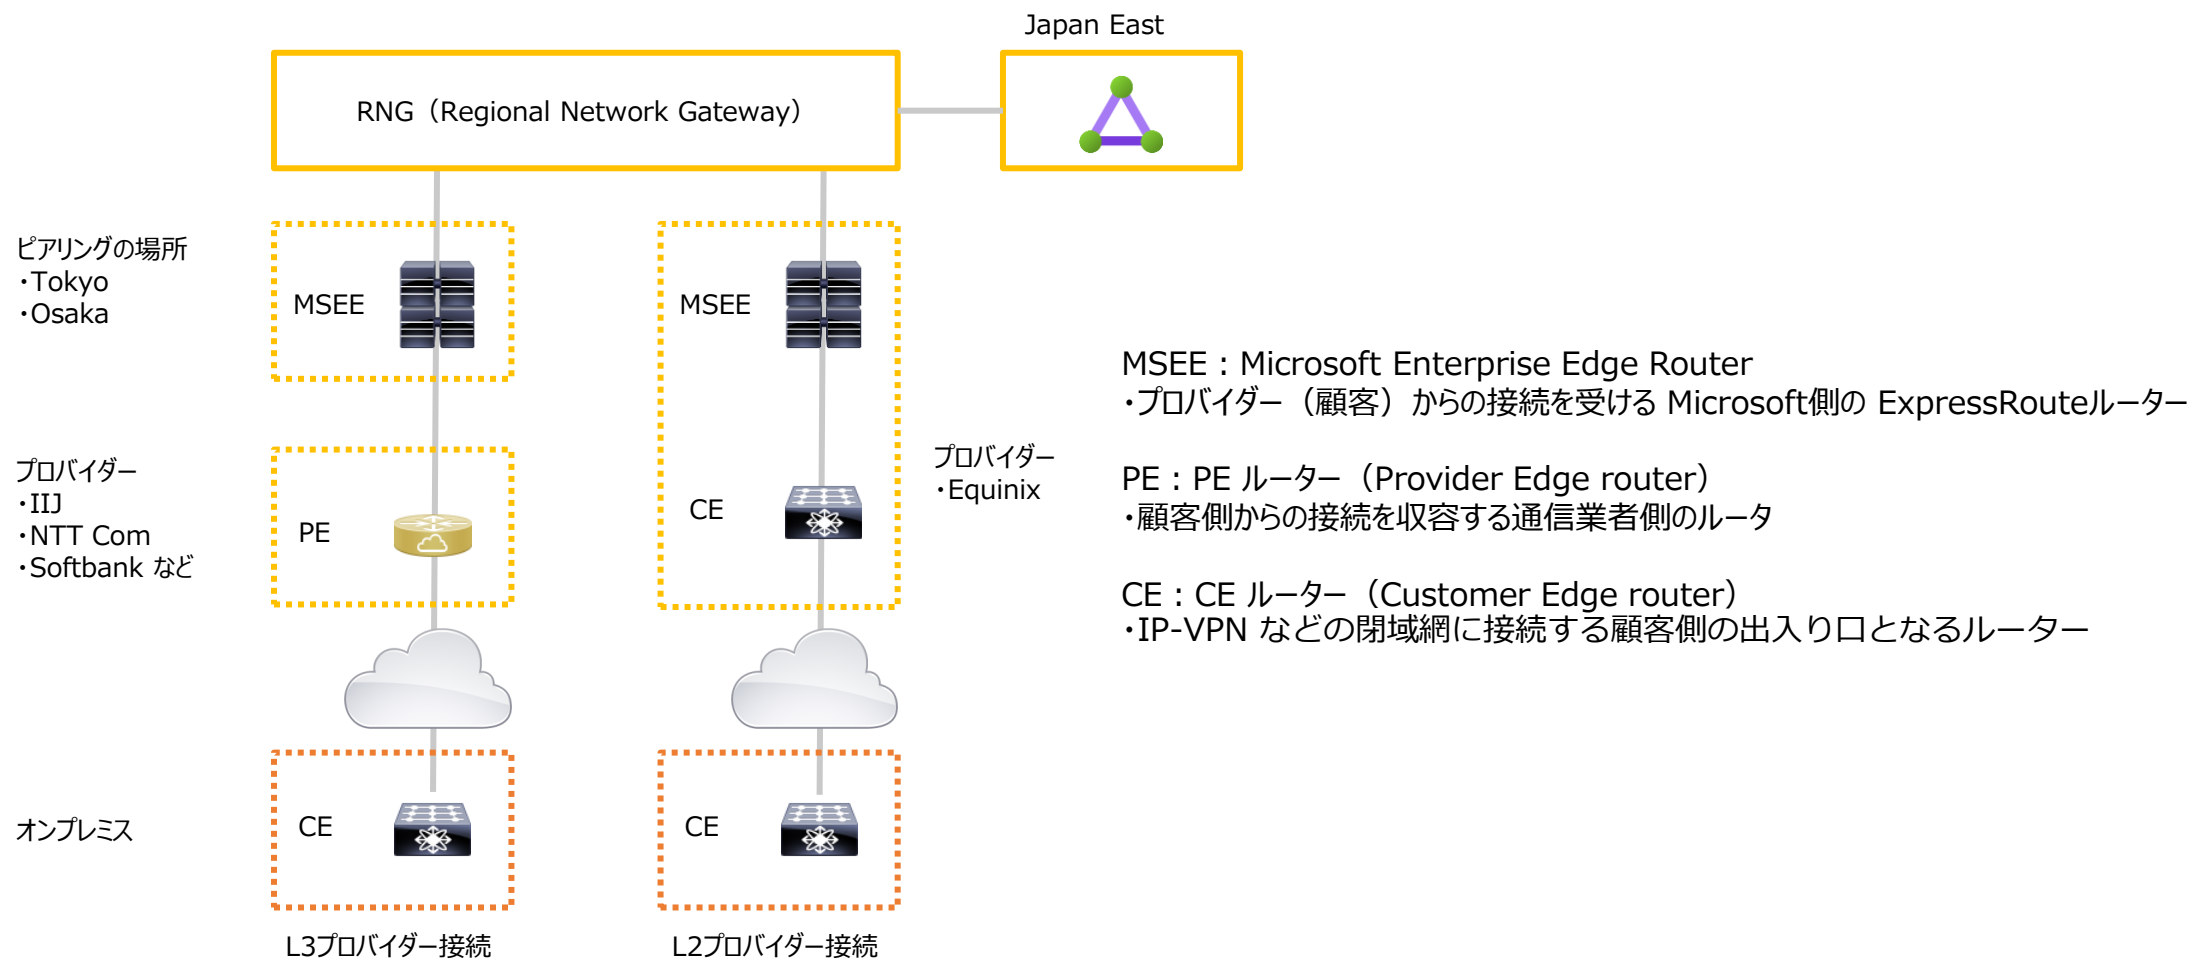 Japan East
RNG（Regional Network Gateway）
ピアリングの場所
・Tokyo
・Osaka
MSEE
MSEE
プロバイダー
・IIJ
・NTT Com
・Softbank など
PE
CE
プロバイダー
・Equinix
オンプレミス
CE
CE
L3プロバイダー接続
L2プロバイダー接続
MSEE：Microsoft Enterprise Edge Router
・プロバイダー（顧客）からの接続を受ける Microsoft側の ExpressRouteルーター
PE：PE ルーター（Provider Edge router）
・顧客側からの接続を収容する通信業者側のルータ
CE：CE ルーター（Customer Edge router）
・IP-VPN などの閉域網に接続する顧客側の出入り口となるルーター